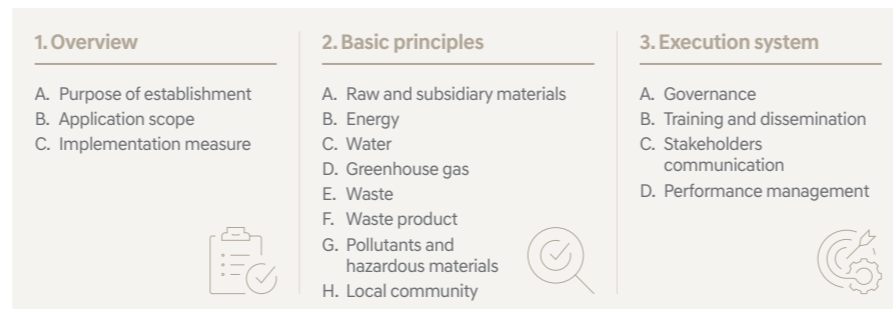 1. Overview
A. Purpose of establishment
B. Application scope
C. Implementation measure
2. Basic principles
A. Raw and subsidiary materials
B. Energy
C. Water
D. Greenhouse gas
E. Waste
F. Waste product
G. Pollutants and
hazardous materials
H. Local community
3. Execution system
A. Governance
B. Training and dissemination
C. Stakeholders
communication
D. Performance management